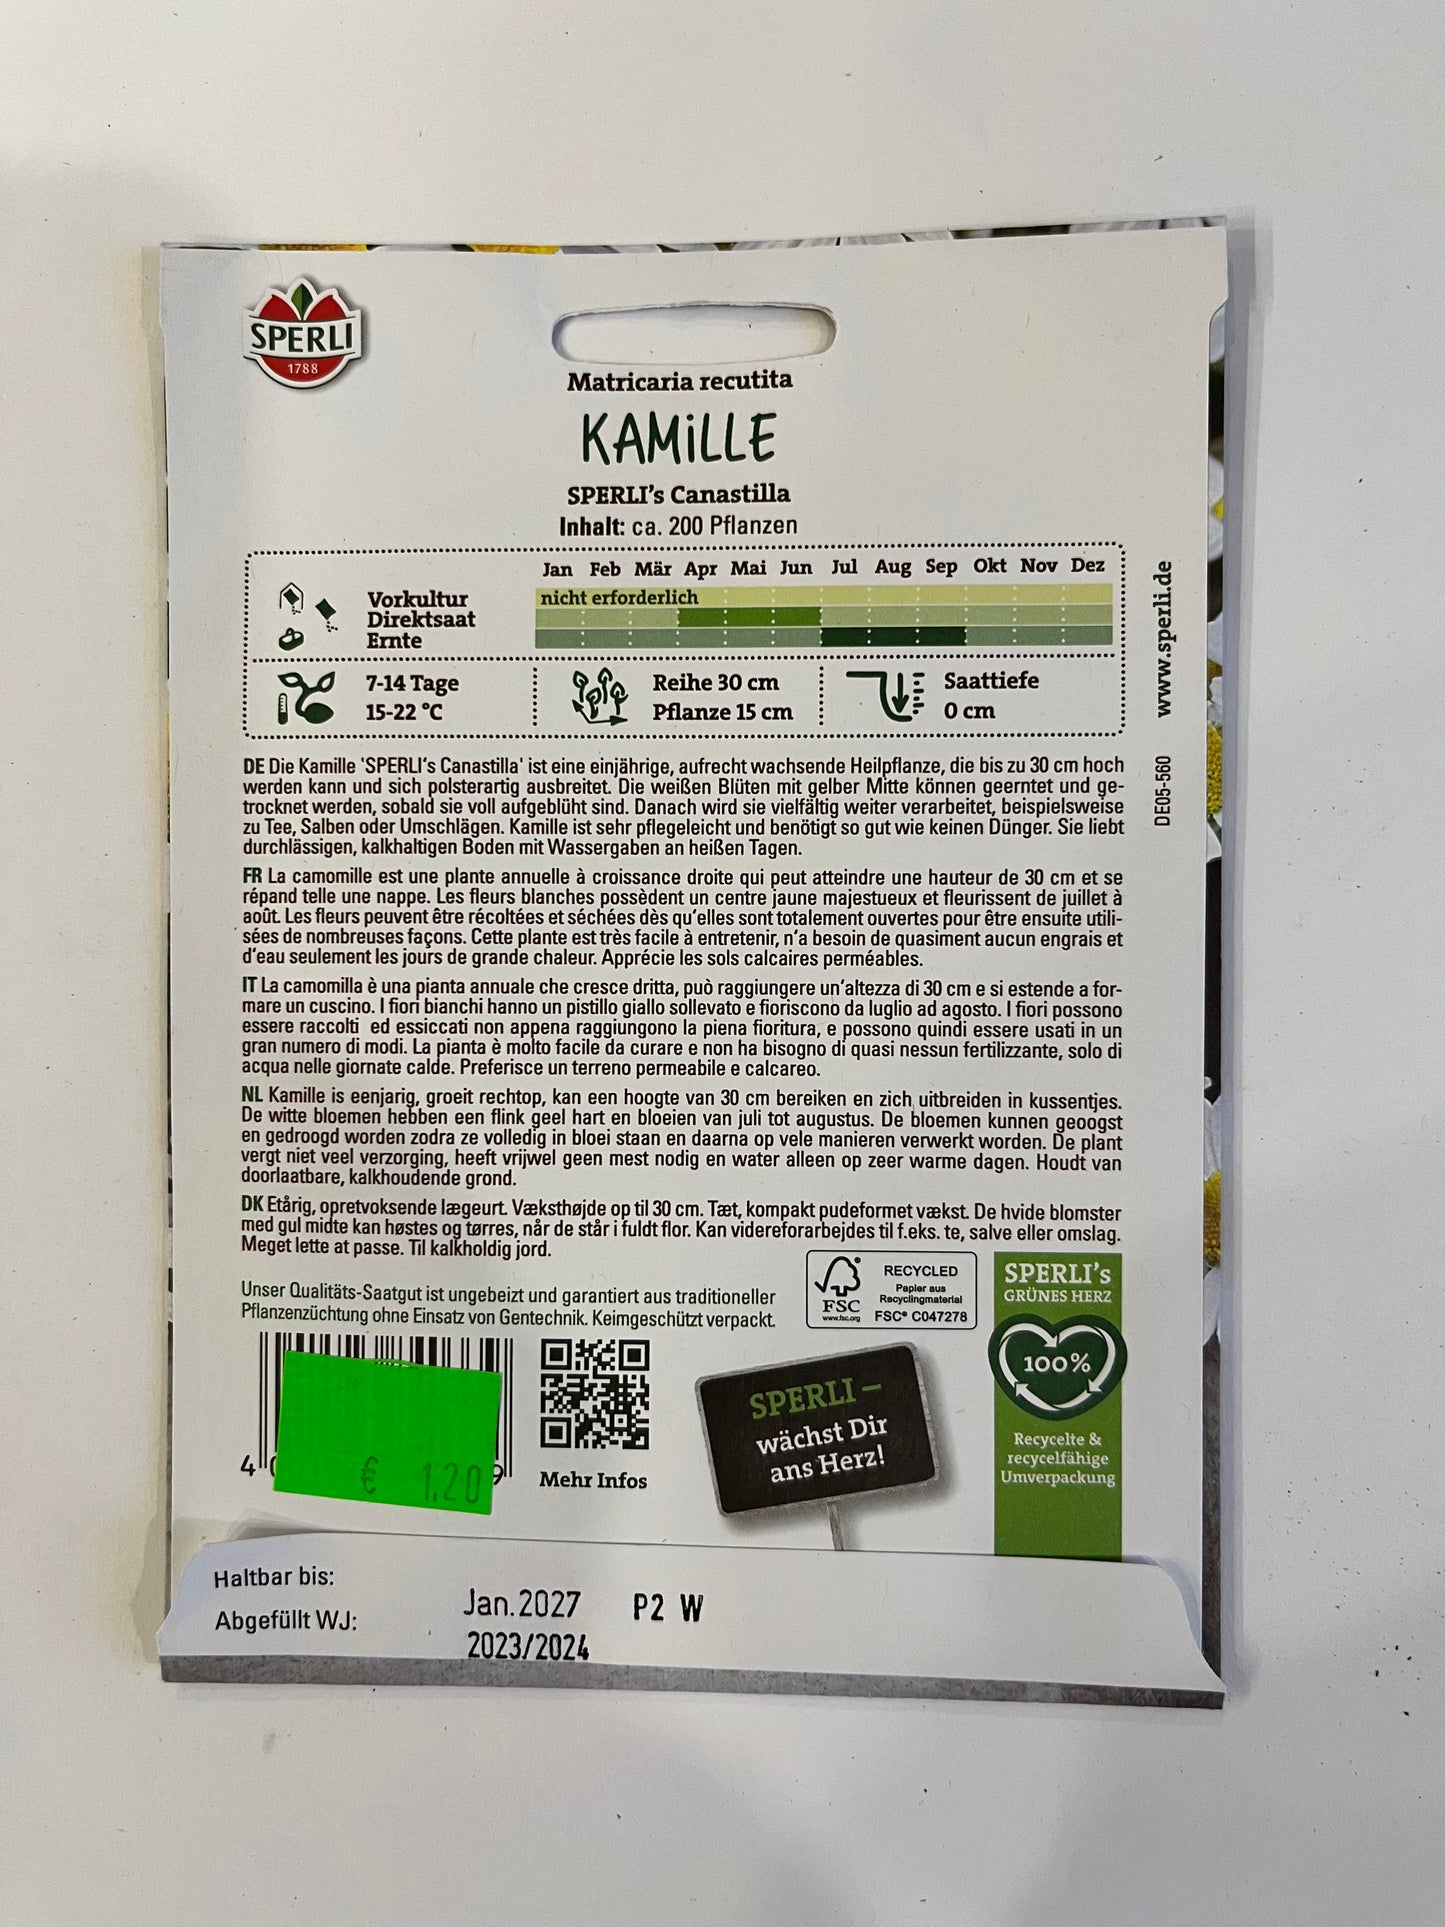 SPERLI
1788
Matricaria recutita
KAMiLLE
SPERLI's Canastilla
Inhalt: ca. 200 Pflanzen
Jan Feb Mär Apr Mai Jun Jul Aug Sep Okt Nov Dez
Vorkultur nicht erforderlich
Direktsaat
Ernte
7-14 Tage
15-22 °C
Reihe 30 cm
Pflanze 15 cm
Saattiefe
0 cm
www.sperli.de
DE05-560
DE Die Kamille 'SPERLI's Canastilla' ist eine einjährige, aufrecht wachsende Heilpflanze, die bis zu 30 cm hoch
werden kann und sich polsterartig ausbreitet. Die weißen Blüten mit gelber Mitte können geerntet und ge-
trocknet werden, sobald sie voll aufgeblüht sind. Danach wird sie vielfältig weiter verarbeitet, beispielsweise
zu Tee, Salben oder Umschlägen. Kamille ist sehr pflegeleicht und benötigt so gut wie keinen Dünger. Sie liebt
durchlässigen, kalkhaltigen Boden mit Wassergaben an heißen Tagen.
FR La camomille est une plante annuelle à croissance droite qui peut atteindre une hauteur de 30 cm et se
répand telle une nappe. Les fleurs blanches possèdent un centre jaune majestueux et fleurissent de juillet à
août. Les fleurs peuvent être récoltées et séchées dès qu'elles sont totalement ouvertes pour être ensuite utili-
sées de nombreuses façons. Cette plante est très facile à entretenir, n'a besoin de quasiment aucun engrais et
d'eau seulement les jours de grande chaleur. Apprécie les sols calcaires perméables.
IT La camomilla è una pianta annuale che cresce dritta, può raggiungere un'altezza di 30 cm e si estende a for-
mare un cuscino. I fiori bianchi hanno un pistillo giallo sollevato e fioriscono da luglio ad agosto. I fiori possono
essere raccolti ed essiccati non appena raggiungono la piena fioritura, e possono quindi essere usati in un
gran numero di modi. La pianta è molto facile da curare e non ha bisogno di quasi nessun fertilizzante, solo di
acqua nelle giornate calde. Preferisce un terreno permeabile e calcareo.
NL Kamille is eenjarig, groeit rechtop, kan een hoogte van 30 cm bereiken en zich uitbreiden in kussentjes.
De witte bloemen hebben een flink geel hart en bloeien van juli tot augustus. De bloemen kunnen geoogst
en gedroogd worden zodra ze volledig in bloei staan en daarna op vele manieren verwerkt worden. De plant
vergt niet veel verzorging, heeft vrijwel geen mest nodig en water alleen op zeer warme dagen. Houdt van
doorlaatbare, kalkhoudende grond.
DK Etårig, opretvoksende lægeurt. Væksthøjde op til 30 cm. Tæt, kompakt pudeformet vækst. De hvide blomster
med gul midte kan høstes og tørres, når de står i fuldt flor. Kan videreforarbejdes til f.eks. te, salve eller omslag.
Meget lette at passe. Til kalkholdig jord.
Unser Qualitäts-Saatgut ist ungebeizt und garantiert aus traditioneller
Pflanzenzüchtung ohne Einsatz von Gentechnik. Keimgeschützt verpackt.
FSC
www.fsc.org
RECYCLED
Papier aus
Recyclingmaterial
FSC® C047278
SPERLI's
GRÜNES HERZ
100%
Recycelte &
recycelfähige
Umverpackung
4
9
€ 1,20
Mehr Infos
SPERLI –
wächst Dir
ans Herz!
Haltbar bis: Jan.2027 P2 W
Abgefüllt WJ: 2023/2024